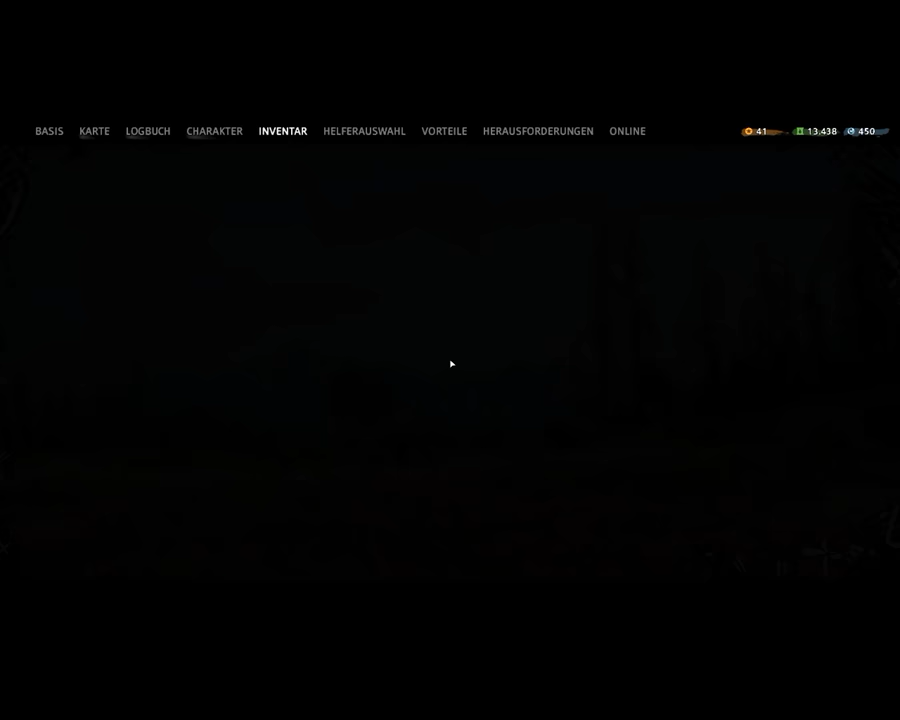 BASIS KARTE LOGBUCH CHARAKTER INVENTAR HELFERAUSWAHL VORTEILE HERAUSFORDERUNGEN ONLINE 41 13,438 450